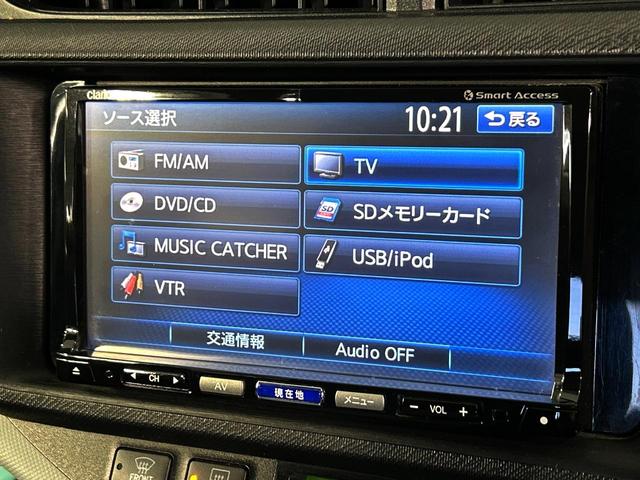 Clarion
Smart Access
ソース選択
10:21
戻る
FM/AM
TV
DVD/CD
SDメモリーカード
MUSIC CATCHER
USB/iPod
VTR
交通情報
Audio OFF
CH
AV
現在地
メニュー
− VOL +
FRONT